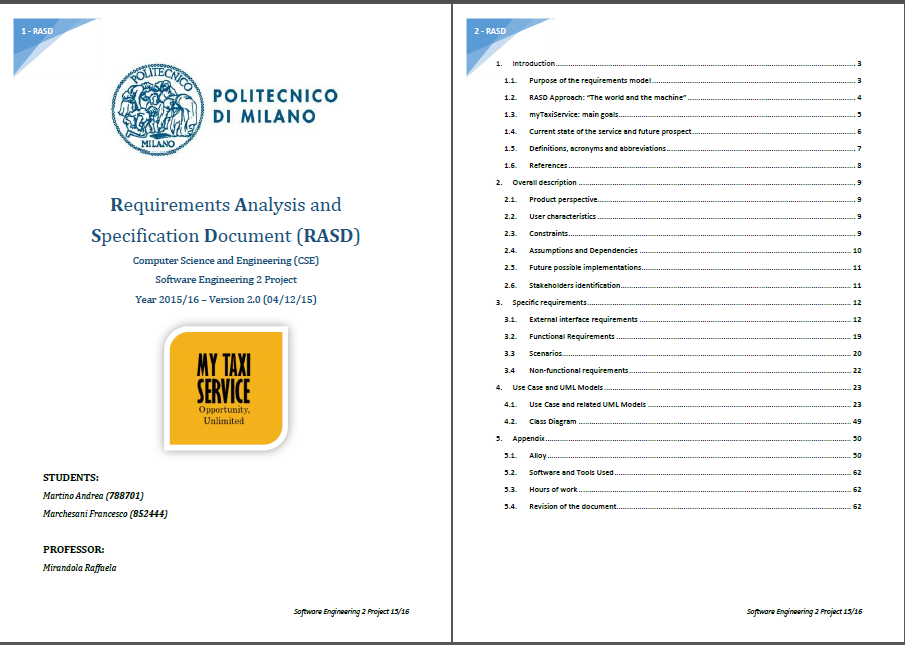 1 - RASD
POLITECNICO
MILANO
POLITECNICO
DI MILANO
Requirements Analysis and
Specification Document (RASD)
Computer Science and Engineering (CSE)
Software Engineering 2 Project
Year 2015/16 – Version 2.0 (04/12/15)
MY TAXI
SERVICE
Opportunity,
Unlimited
STUDENTS:
Martino Andrea (788701)
Marchesani Francesco (852444)
PROFESSOR:
Mirandola Raffaela
Software Engineering 2 Project 15/16
2 - RASD
1. Introduction 3
1.1. Purpose of the requirements model 3
1.2. RASD Approach: "The world and the machine" 4
1.3. myTaxiService: main goals 5
1.4. Current state of the service and future prospect 6
1.5. Definitions, acronyms and abbreviations 7
1.6. References 8
2. Overall description 9
2.1. Product perspective 9
2.2. User characteristics 9
2.3. Constraints 9
2.4. Assumptions and Dependencies 10
2.5. Future possible implementations 11
2.6. Stakeholders identification 11
3. Specific requirements 12
3.1. External interface requirements 12
3.2. Functional Requirements 19
3.3 Scenarios 20
3.4 Non-functional requirements 22
4. Use Case and UML Models 23
4.1. Use Case and related UML Models 23
4.2. Class Diagram 49
5. Appendix 50
5.1. Alloy 50
5.2. Software and Tools Used 62
5.3. Hours of work 62
5.4. Revision of the document 62
Software Engineering 2 Project 15/16